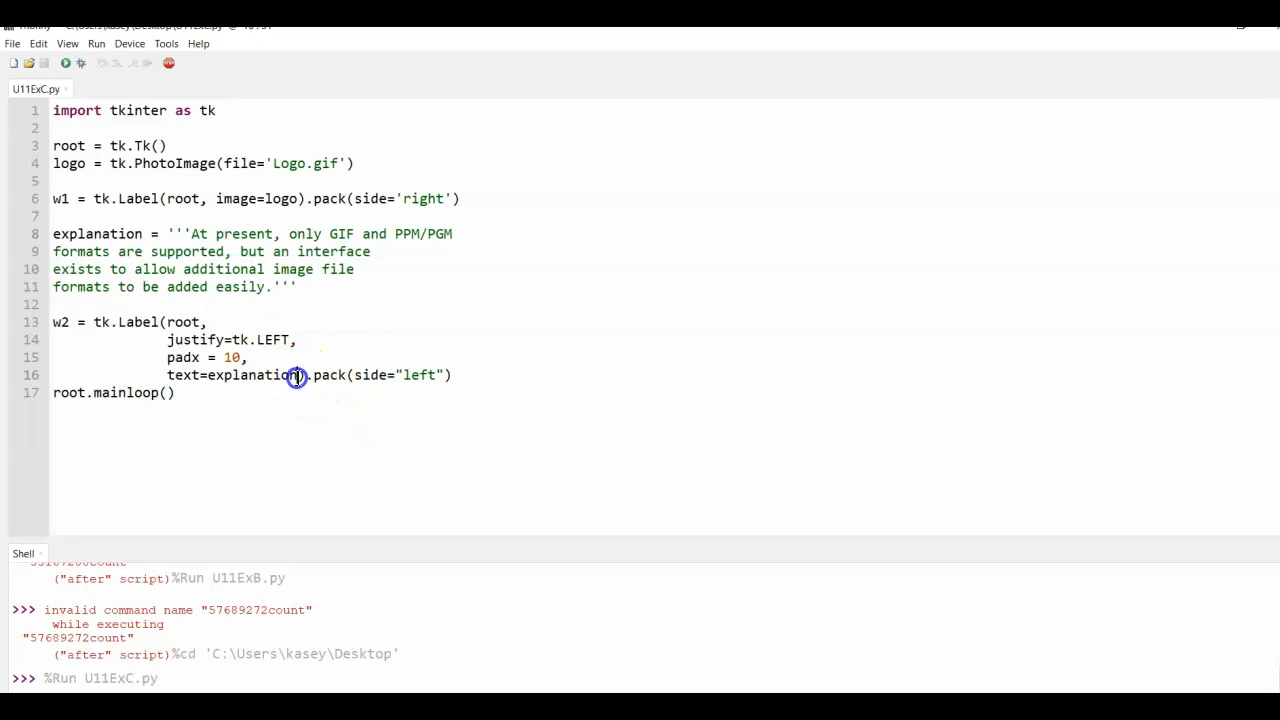 File Edit View Run Device Tools Help
U11ExC.py
1 import tkinter as tk
2
3 root = tk.Tk()
4 logo = tk.PhotoImage(file='Logo.gif')
5
6 w1 = tk.Label(root, image=logo).pack(side='right')
7
8 explanation = '''At present, only GIF and PPM/PGM
9 formats are supported, but an interface
10 exists to allow additional image file
11 formats to be added easily.'''
12
13 w2 = tk.Label(root,
14 justify=tk.LEFT,
15 padx = 10,
16 text=explanation).pack(side="left")
17 root.mainloop()
Shell
("after" script)%Run U11ExB.py
>>> invalid command name "57689272count"
while executing
"57689272count"
("after" script)%cd 'C:\Users\kasey\Desktop'
>>> %Run U11ExC.py